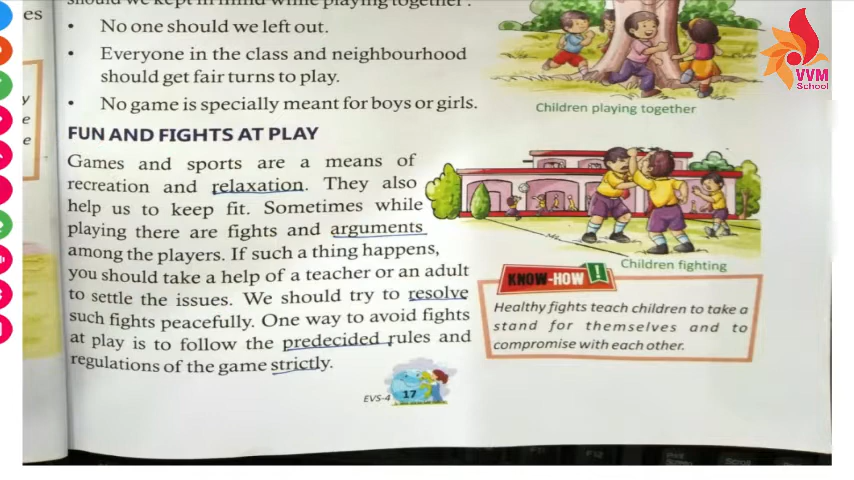 es
should we kept in mind while playing together.
• No one should we left out.
• Everyone in the class and neighbourhood
should get fair turns to play.
• No game is specially meant for boys or girls.
Children playing together
VVM
School
y
e
e
FUN AND FIGHTS AT PLAY
Games and sports are a means of
recreation and relaxation. They also
help us to keep fit. Sometimes while
playing there are fights and arguments
among the players. If such a thing happens,
you should take a help of a teacher or an adult
to settle the issues. We should try to resolve
such fights peacefully. One way to avoid fights
at play is to follow the predecided rules and
regulations of the game strictly.
Children fighting
KNOW-HOW !
Healthy fights teach children to take a
stand for themselves and to
compromise with each other.
EVS-4 17
F12